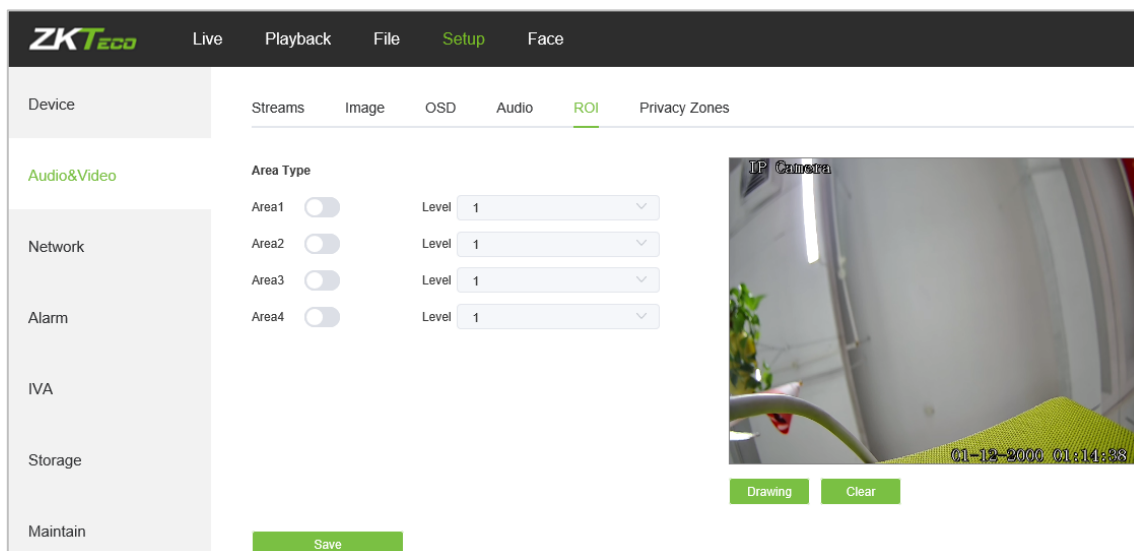 ZKTeco Live Playback File Setup Face
Device
Audio&Video
Network
Alarm
IVA
Storage
Maintain
Streams Image OSD Audio ROI Privacy Zones
Area Type
Area1 Level 1
Area2 Level 1
Area3 Level 1
Area4 Level 1
Save
IP Camera
01-12-2000 01:14:38
Drawing Clear